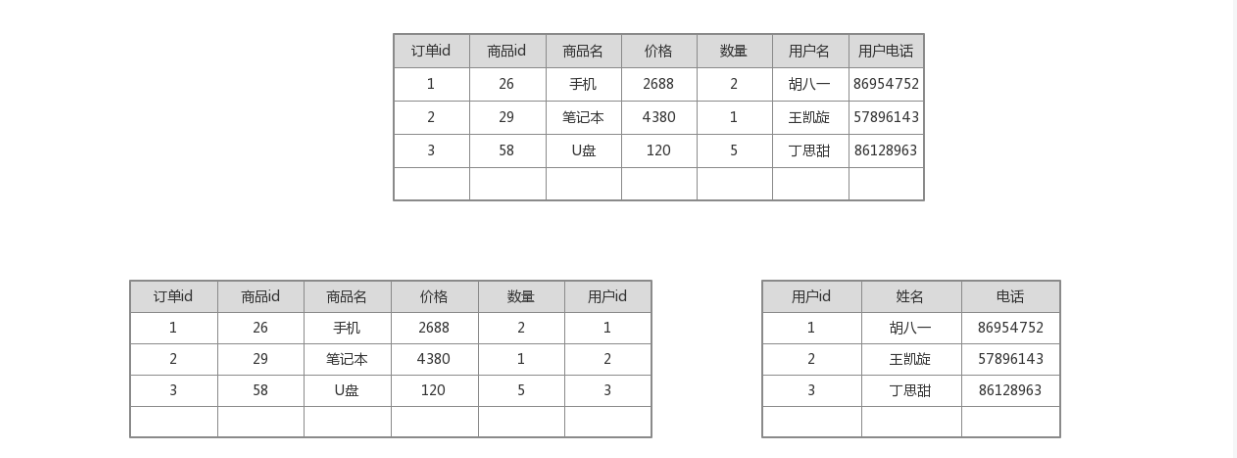 订单id 商品id 商品名 价格 数量 用户名 用户电话
1 26 手机 2688 2 胡八一 86954752
2 29 笔记本 4380 1 王凯旋 57896143
3 58 U盘 120 5 丁思甜 86128963
订单id 商品id 商品名 价格 数量 用户id
1 26 手机 2688 2 1
2 29 笔记本 4380 1 2
3 58 U盘 120 5 3
用户id 姓名 电话
1 胡八一 86954752
2 王凯旋 57896143
3 丁思甜 86128963